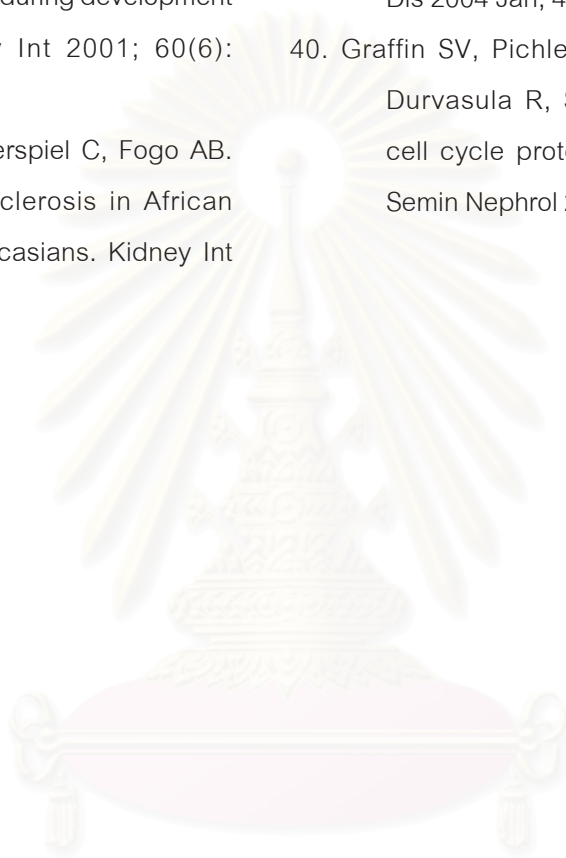 during development
Int 2001; 60(6):
erspiel C, Fogo AB.
sclerosis in African
casians. Kidney Int
Dis 2004 Jan; 4
40. Graffin SV, Pichle
Durvasula R, S
cell cycle prot
Semin Nephrol